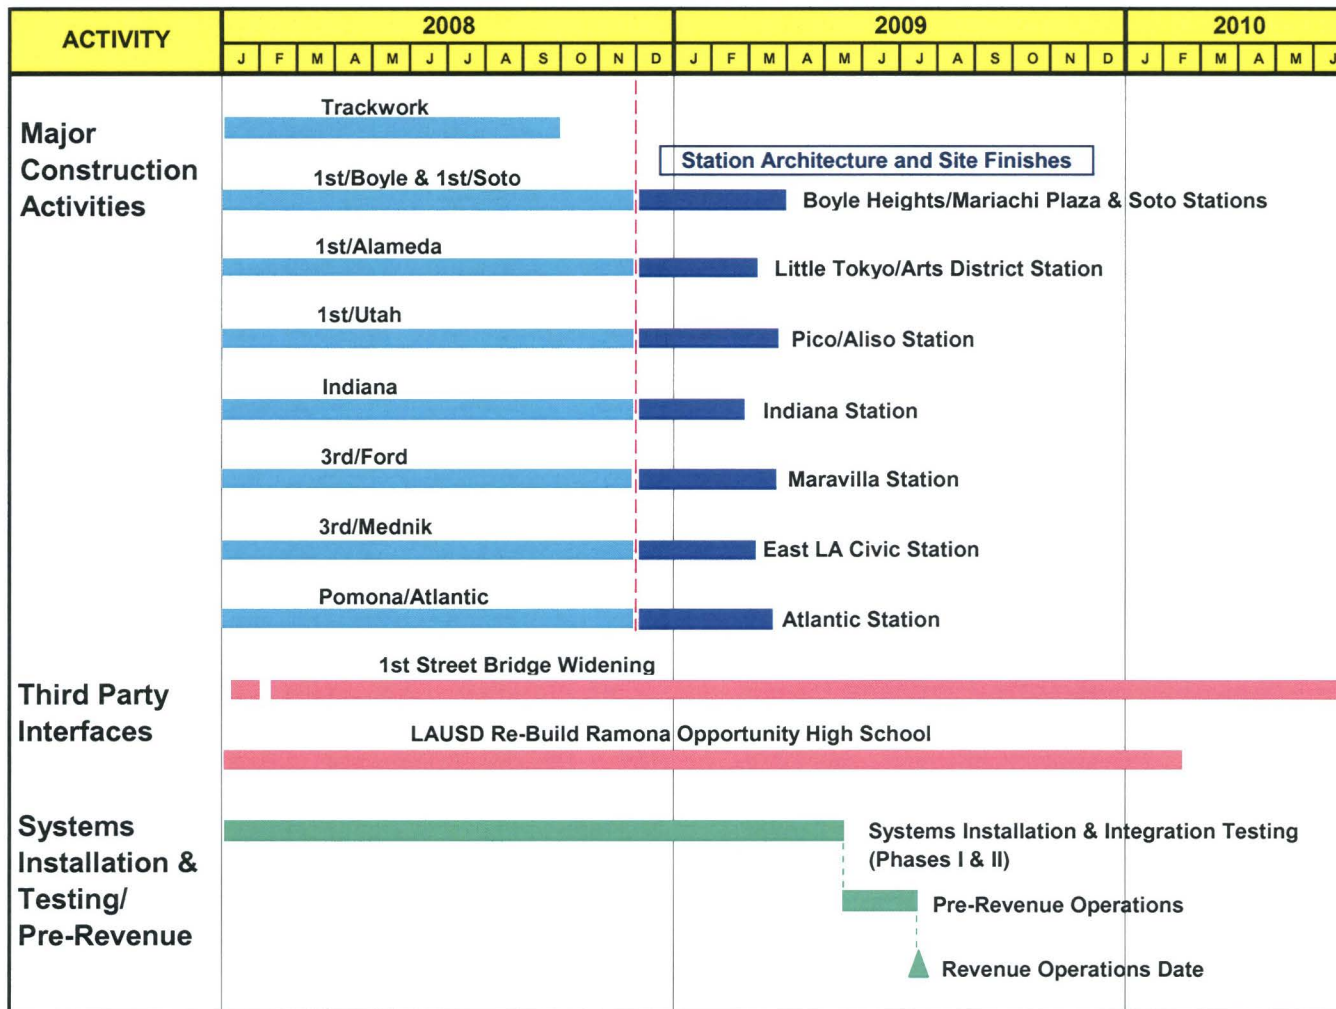 ACTIVITY 2008 2009 2010
J F M A M J J A S O N D J F M A M J J A S O N D J F M A M J
Major
Construction
Activities
Trackwork
Station Architecture and Site Finishes
1st/Boyle & 1st/Soto
Boyle Heights/Mariachi Plaza & Soto Stations
1st/Alameda
Little Tokyo/Arts District Station
1st/Utah
Pico/Aliso Station
Indiana
Indiana Station
3rd/Ford
Maravilla Station
3rd/Mednik
East LA Civic Station
Pomona/Atlantic
Atlantic Station
Third Party
Interfaces
1st Street Bridge Widening
LAUSD Re-Build Ramona Opportunity High School
Systems
Installation &
Testing/
Pre-Revenue
Systems Installation & Integration Testing
(Phases I & II)
Pre-Revenue Operations
Revenue Operations Date